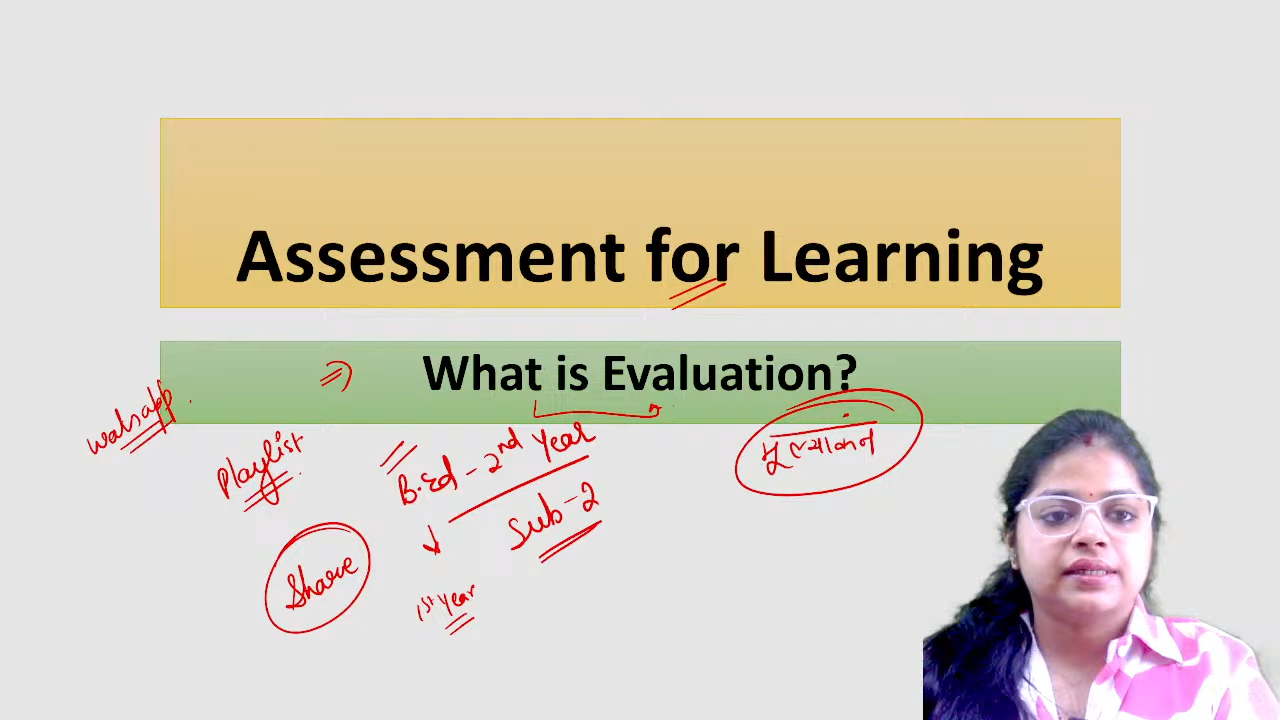 Assessment for Learning
What is Evaluation?
watsapp.
Playlist
B.Ed - 2nd Year
Sub-2
मूल्यांकन
Share
1st Year